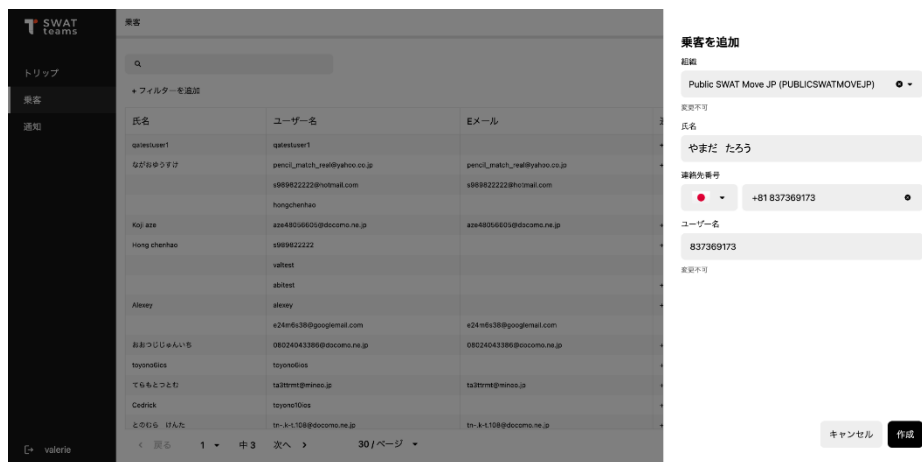 SWAT
teams
トリップ
乗客
通知
valerie
乗客
+ フィルターを追加
氏名 ユーザー名 Eメール
qatestuser1 qatestuser1
ながおゆうすけ pencil_match_real@yahoo.co.jp pencil_match_real@yahoo.co.jp
s989822222@hotmail.com s989822222@hotmail.com
hongchenhao
Koji aze aze48056605@docomo.ne.jp aze48056605@docomo.ne.jp
Hong chenhao s989822222
valtest
abitest
Alexey alexey
e24m6s38@googlemail.com e24m6s38@googlemail.com
おおつじじゅんいち 08024043386@docomo.ne.jp 08024043386@docomo.ne.jp
toyono6ios toyono6ios
てらもとつとむ ta3ttrmt@mineo.jp ta3ttrmt@mineo.jp
Cedrick toyono10ios
とのむら けんた tn-.k-t.108@docomo.ne.jp tn-.k-t.108@docomo.ne.jp
戻る 1 中 3 次へ 30 / ページ
乗客を追加
組織
Public SWAT Move JP (PUBLICSWATMOVEJP)
変更不可
氏名
やまだ たろう
連絡先番号
+81 837369173
ユーザー名
837369173
変更不可
キャンセル 作成